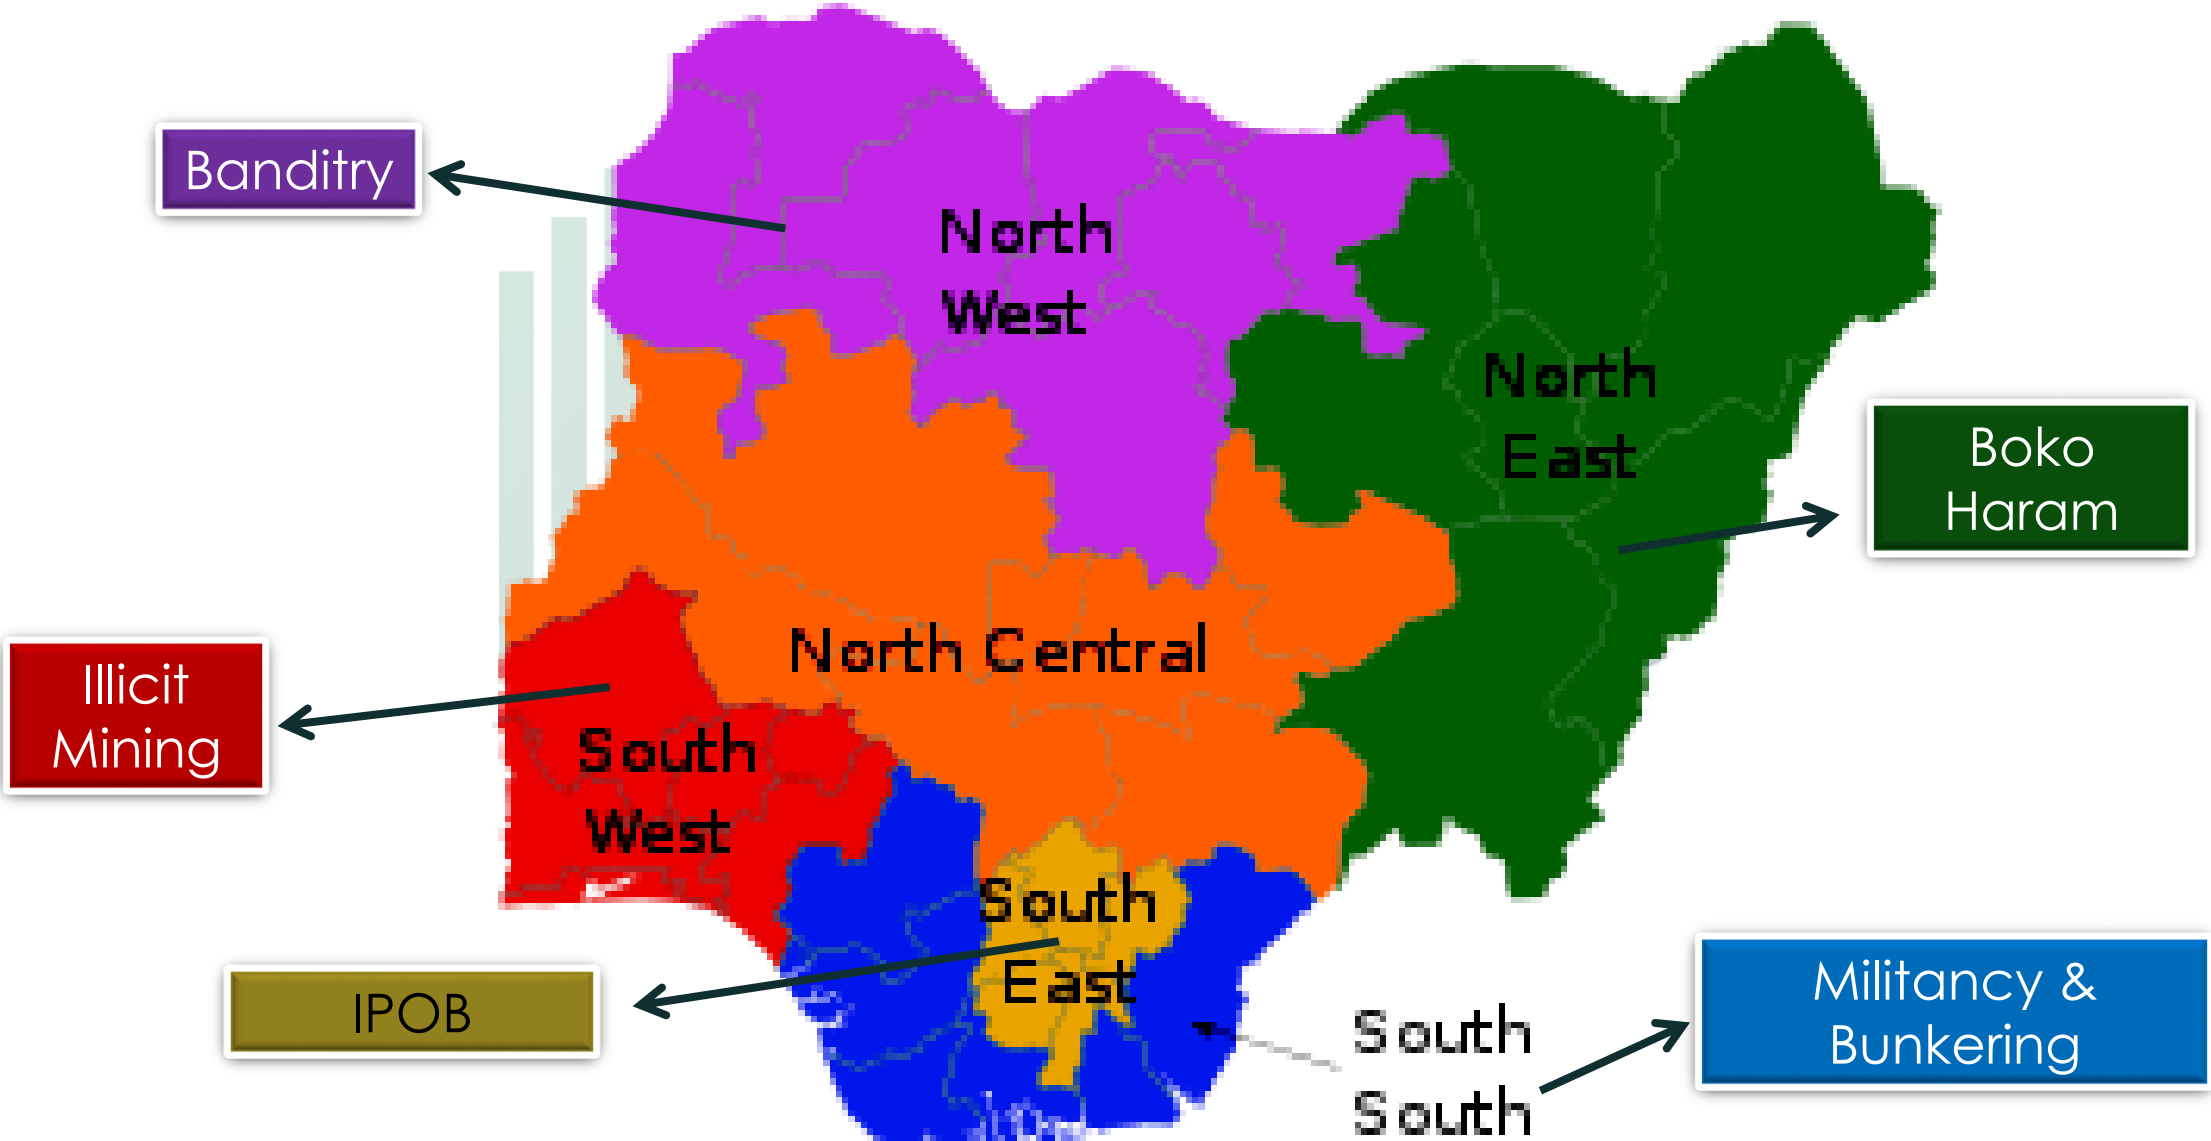 Banditry
North
West
North
East
Boko
Haram
North Central
Illicit
Mining
South
West
South
East
IPOB
South
South
Militancy &
Bunkering